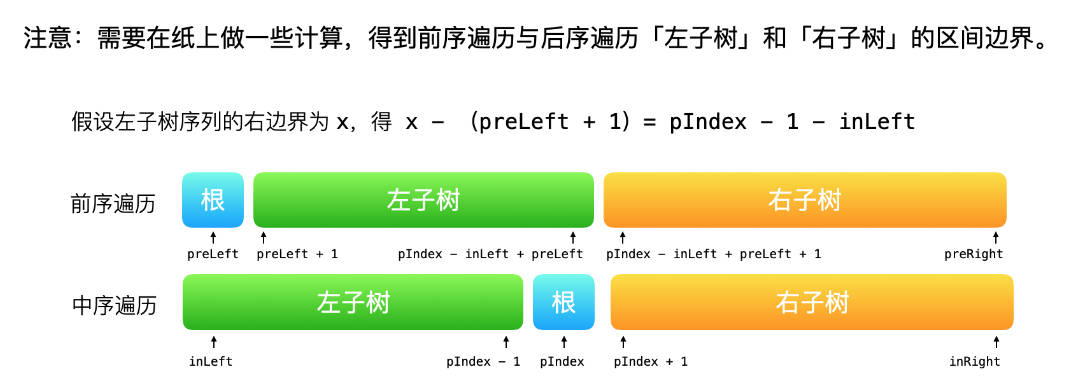 注意：需要在纸上做一些计算，得到前序遍历与后序遍历「左子树」和「右子树」的区间边界。
假设左子树序列的右边界为 x，得 x - （preLeft + 1）= pIndex - 1 - inLeft
前序遍历 根 左子树 右子树
preLeft preLeft + 1 pIndex - inLeft + preLeft pIndex - inLeft + preLeft + 1 preRight
中序遍历 左子树 根 右子树
inLeft pIndex - 1 pIndex pIndex + 1 inRight